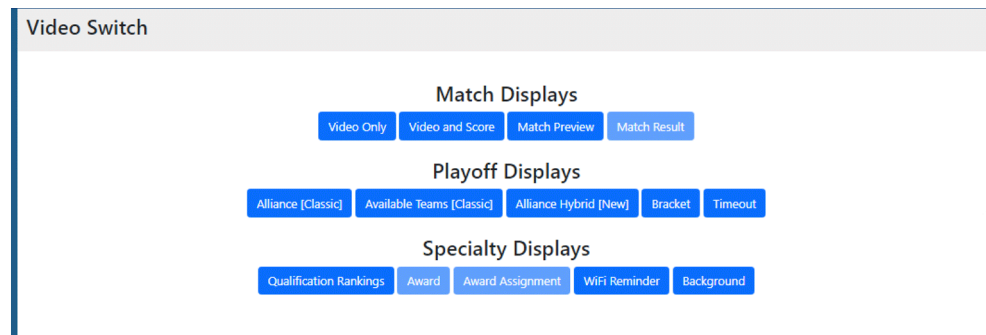 Video Switch
Match Displays
Video Only Video and Score Match Preview Match Result
Playoff Displays
Alliance [Classic] Available Teams [Classic] Alliance Hybrid [New] Bracket Timeout
Specialty Displays
Qualification Rankings Award Award Assignment WiFi Reminder Background